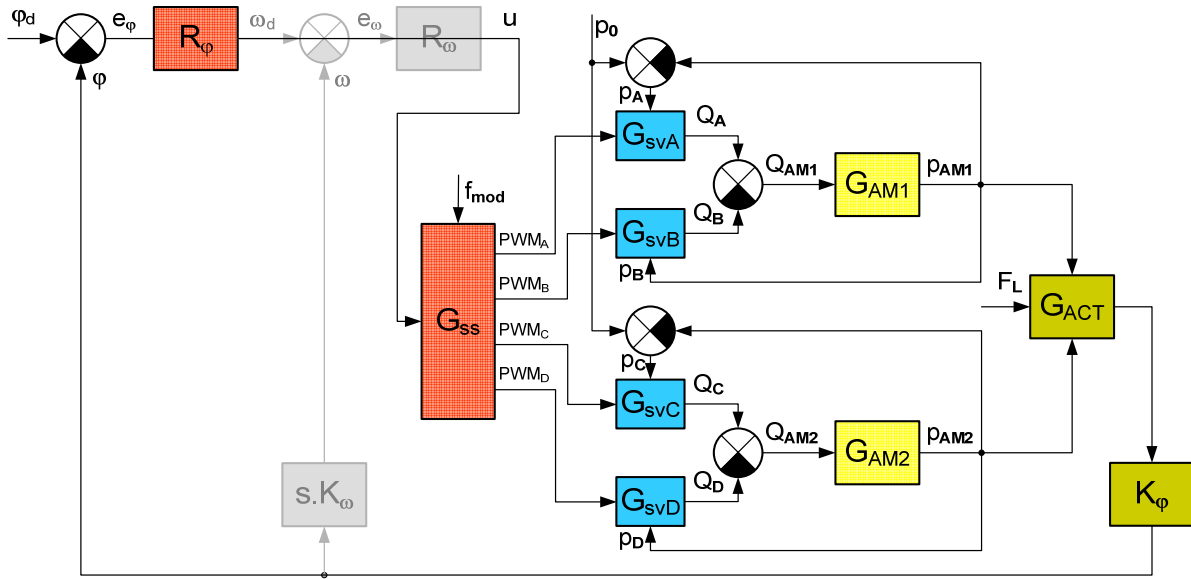 φd
eφ
Rφ
ωd
eω
Rω
u
φ
ω
p0
pA
GsvA
QA
QAM1
GAM1
pAM1
fmod
PWMA
QB
GsvB
pB
PWMB
Gss
PWMC
PWMD
FL
GACT
pC
GsvC
QC
QAM2
GAM2
pAM2
QD
GsvD
pD
s.Kω
Kφ